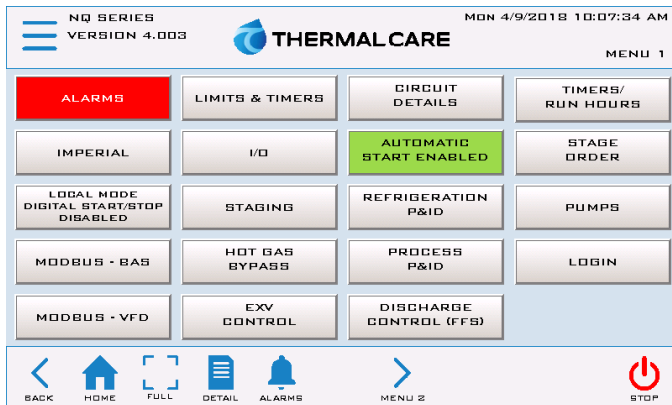 NQ SERIES
VERSION 4.003
THERMALCARE
MON 4/9/2018 10:07:34 AM
MENU 1
ALARMS
LIMITS & TIMERS
CIRCUIT
DETAILS
TIMERS/
RUN HOURS
IMPERIAL
I/O
AUTOMATIC
START ENABLED
STAGE
ORDER
LOCAL MODE
DIGITAL START/STOP
DISABLED
STAGING
REFRIGERATION
P&ID
PUMPS
MODBUS - BAS
HOT GAS
BYPASS
PROCESS
P&ID
LOGIN
MODBUS - VFD
EXV
CONTROL
DISCHARGE
CONTROL (FFS)
BACK
HOME
FULL
DETAIL
ALARMS
MENU 2
STOP